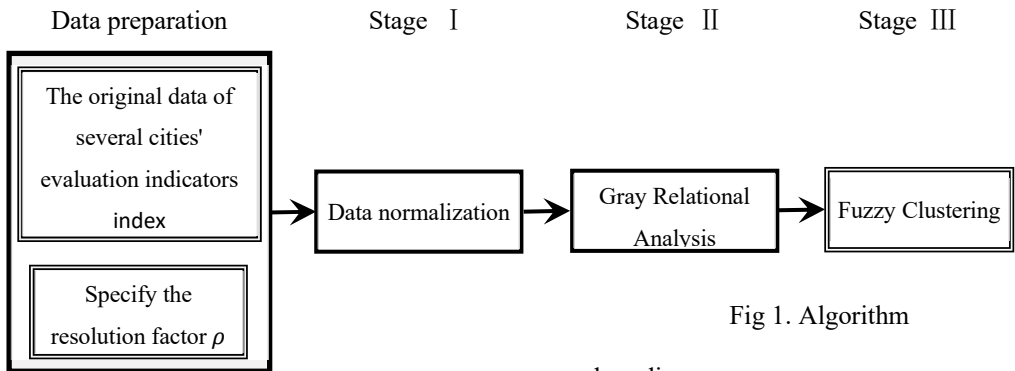 Data preparation
Stage Ⅰ
Stage Ⅱ
Stage Ⅲ
The original data of
several cities'
evaluation indicators
index
Specify the
resolution factor ρ
Data normalization
Gray Relational
Analysis
Fuzzy Clustering
Fig 1. Algorithm